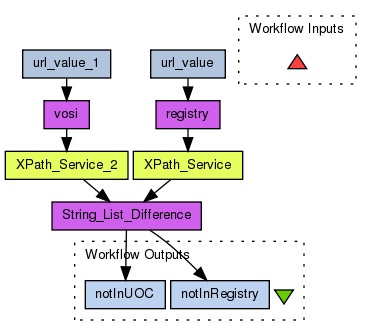 Workflow Inputs
url_value_1
url_value
vosi
registry
XPath_Service_2
XPath_Service
String_List_Difference
Workflow Outputs
notInUOC
notInRegistry